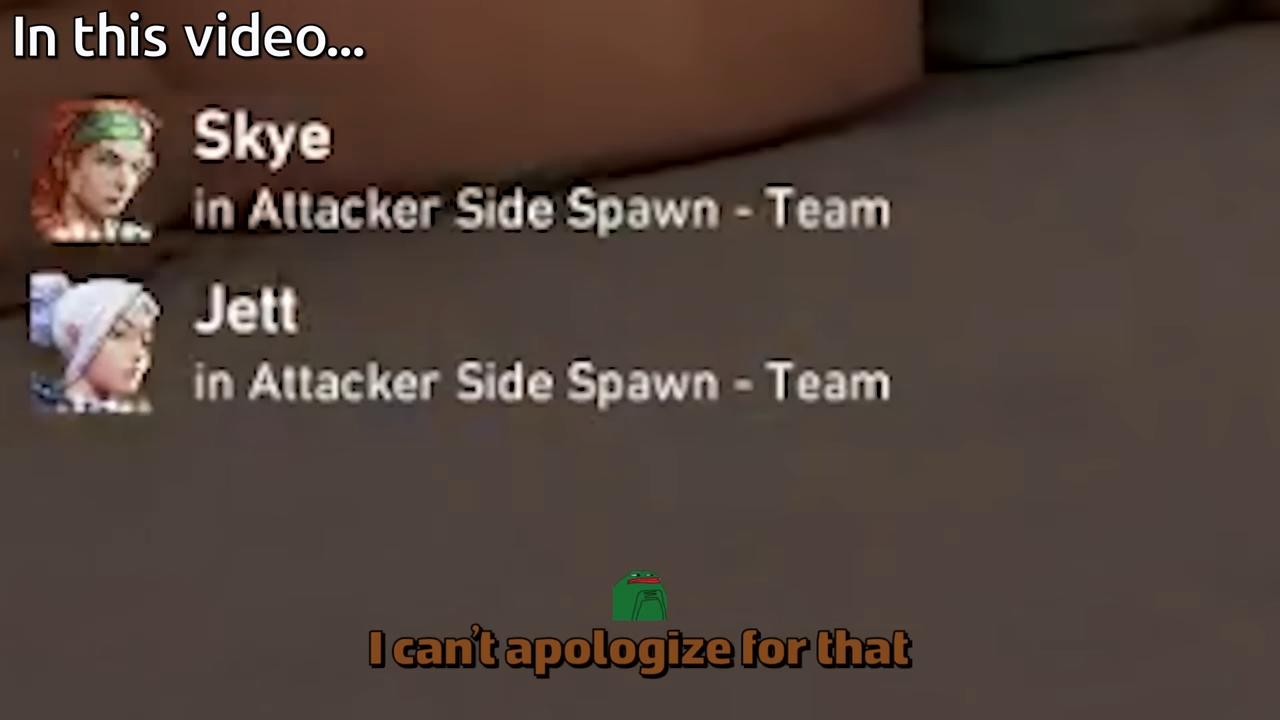 In this video...
Skye
in Attacker Side Spawn - Team
Jett
in Attacker Side Spawn - Team
I can't apologize for that